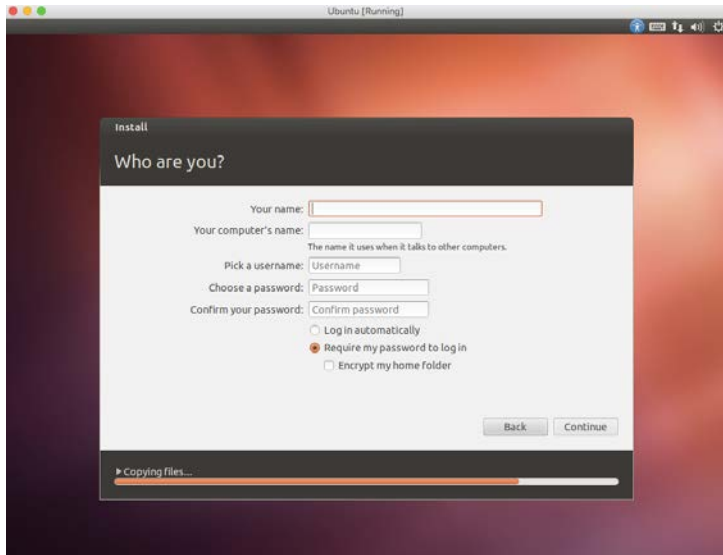 Ubuntu [Running]
Install
Who are you?
Your name:
Your computer's name:
The name it uses when it talks to other computers.
Pick a username: Username
Choose a password: Password
Confirm your password: Confirm password
Log in automatically
Require my password to log in
Encrypt my home folder
Back Continue
Copying files...